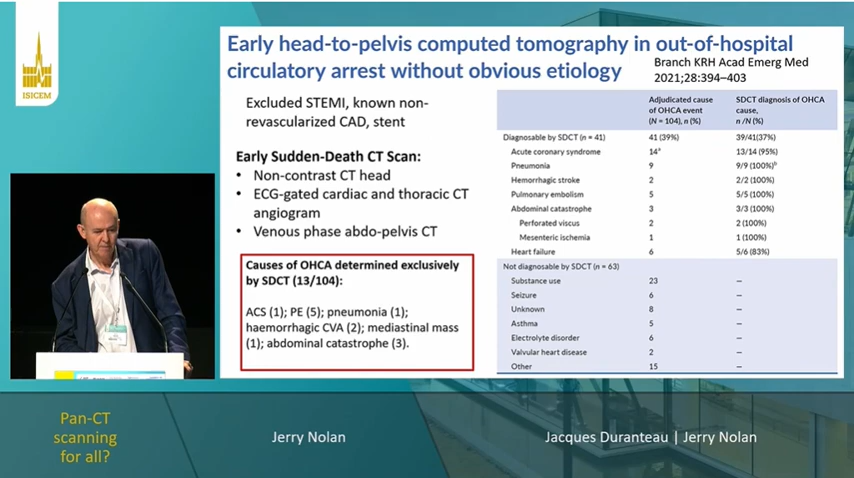 ISICEM
Early head-to-pelvis computed tomography in out-of-hospital
circulatory arrest without obvious etiology
Branch KRH Acad Emerg Med
2021;28:394–403
Excluded STEMI, known non-
revascularized CAD, stent
Early Sudden-Death CT Scan:
• Non-contrast CT head
• ECG-gated cardiac and thoracic CT
angiogram
• Venous phase abdo-pelvis CT
Causes of OHCA determined exclusively
by SDCT (13/104):
ACS (1); PE (5); pneumonia (1);
haemorrhagic CVA (2); mediastinal mass
(1); abdominal catastrophe (3).
Adjudicated cause SDCT diagnosis of OHCA
of OHCA event cause,
(N = 104), n (%) n /N (%)
Diagnosable by SDCT (n = 41) 41 (39%) 39/41(37%)
Acute coronary syndrome 14ᵃ 13/14 (95%)
Pneumonia 9 9/9 (100%)ᵇ
Hemorrhagic stroke 2 2/2 (100%)
Pulmonary embolism 5 5/5 (100%)
Abdominal catastrophe 3 3/3 (100%)
Perforated viscus 2 2 (100%)
Mesenteric ischemia 1 1 (100%)
Heart failure 6 5/6 (83%)
Not diagnosable by SDCT (n = 63)
Substance use 23 —
Seizure 6 —
Unknown 8 —
Asthma 5 —
Electrolyte disorder 6 —
Valvular heart disease 2 —
Other 15 —
Pan-CT
scanning
for all?
Jerry Nolan
Jacques Duranteau | Jerry Nolan